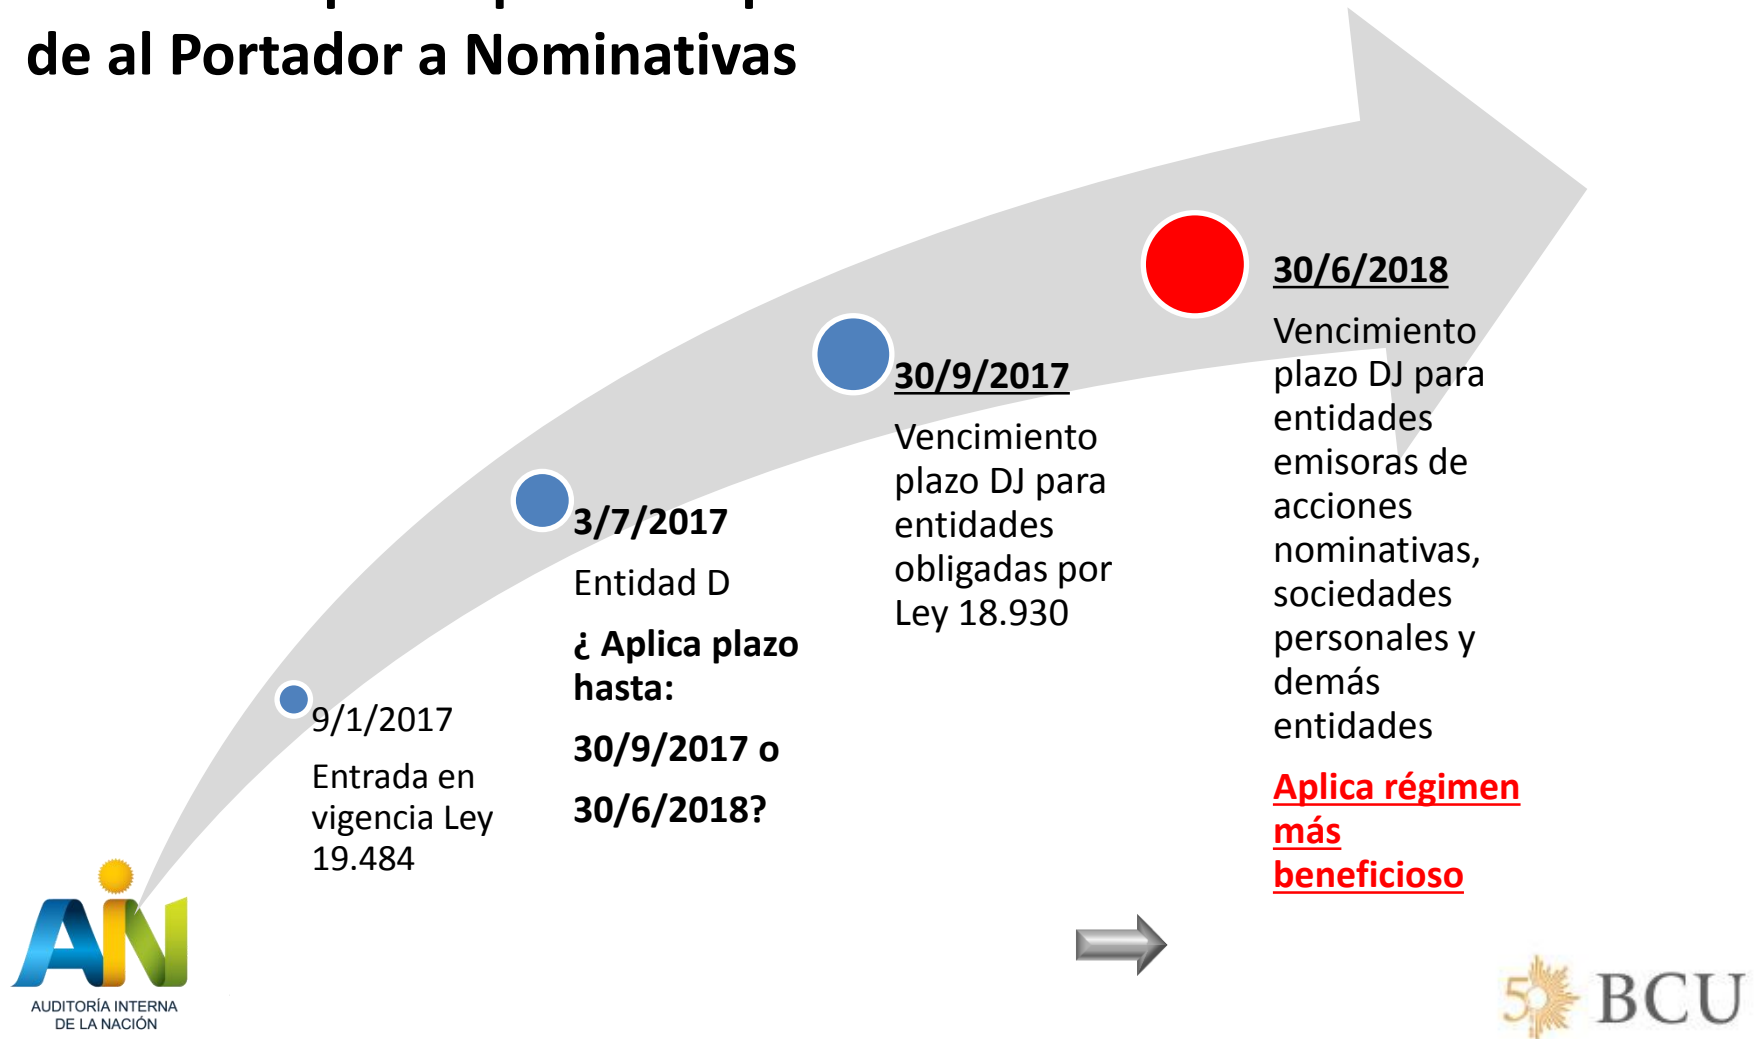 de al Portador a Nominativas
30/6/2018
Vencimiento
plazo DJ para
entidades
emisoras de
acciones
nominativas,
sociedades
personales y
demás
entidades
Aplica régimen
más
beneficioso
30/9/2017
Vencimiento
plazo DJ para
entidades
obligadas por
Ley 18.930
3/7/2017
Entidad D
¿ Aplica plazo
hasta:
30/9/2017 o
30/6/2018?
9/1/2017
Entrada en
vigencia Ley
19.484
AIN
AUDITORÍA INTERNA
DE LA NACIÓN
50 BCU